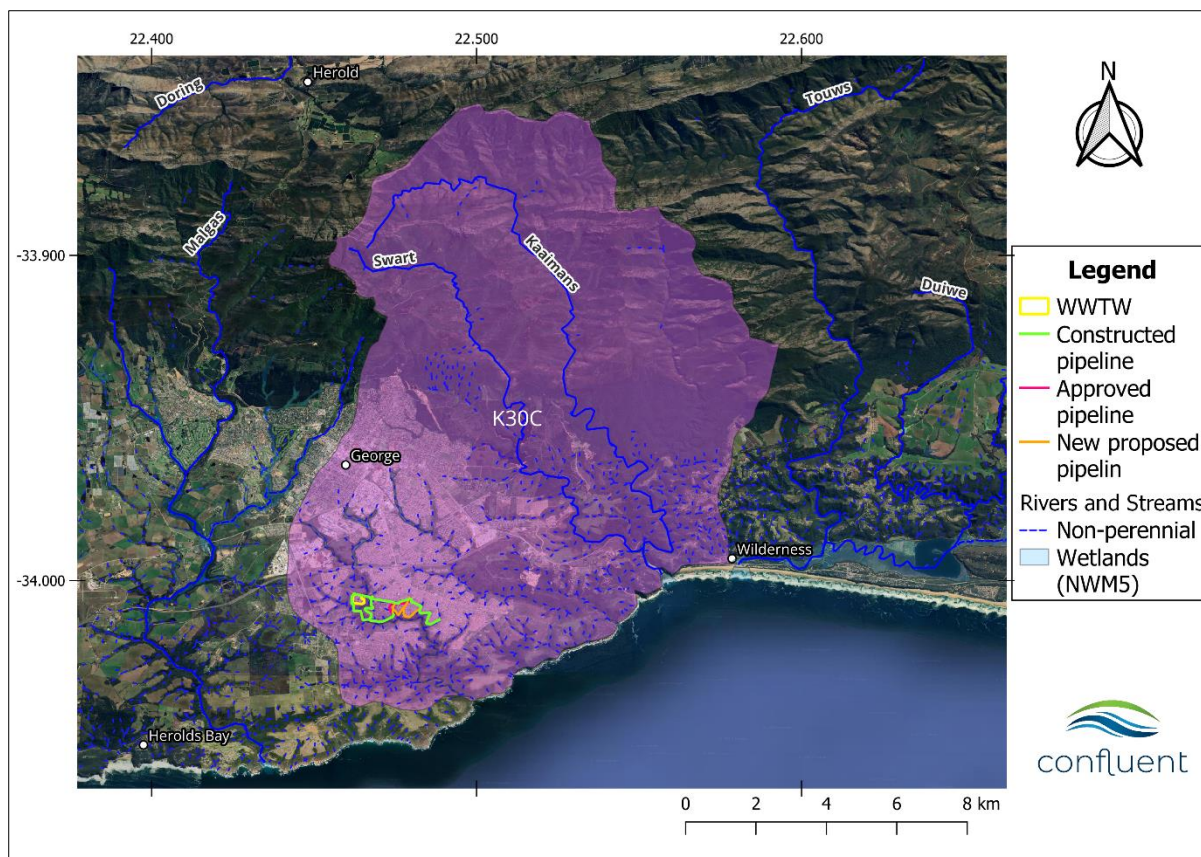 22.400
22.500
22.600
Herold
Doring
Touws
N
Malgas
-33.900
Swart
Kaaimans
Duiwe
K30C
George
Wilderness
-34.000
Herolds Bay
Legend
WWTW
Constructed
pipeline
Approved
pipeline
New proposed
pipelin
Rivers and Streams
Non-perennial
Wetlands
(NWM5)
0 2 4 6 8 km
confluent